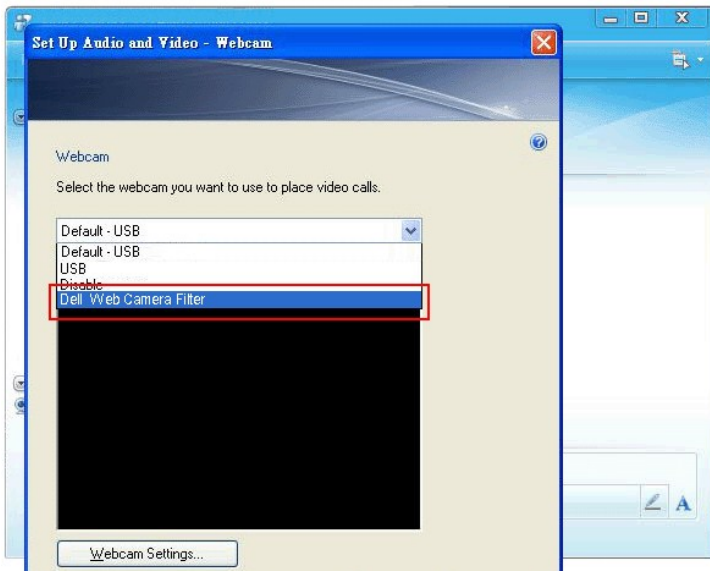 Set Up Audio and Video - Webcam
Webcam
Select the webcam you want to use to place video calls.
Default - USB
Default - USB
USB
Disable
Dell Web Camera Filter
Webcam Settings...
A